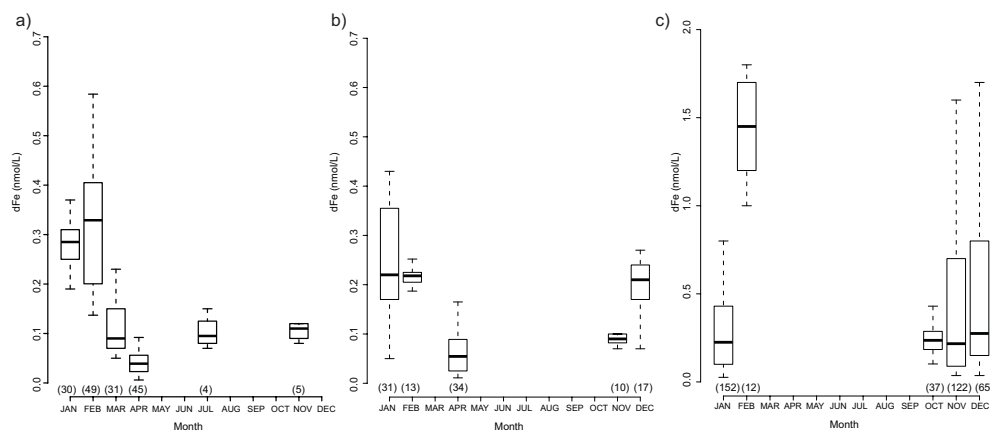 a)
0.7
0.6
0.5
0.4
0.3
0.2
0.1
0.0
dFe (nmol/L)
(30) (49) (31) (45) (4) (5)
JAN FEB MAR APR MAY JUN JUL AUG SEP OCT NOV DEC
Month
b)
0.7
0.6
0.5
0.4
0.3
0.2
0.1
0.0
dFe (nmol/L)
(31) (13) (34) (10) (17)
JAN FEB MAR APR MAY JUN JUL AUG SEP OCT NOV DEC
Month
c)
2.0
1.5
1.0
0.5
0.0
dFe (nmol/L)
(152) (12) (37) (122) (65
JAN FEB MAR APR MAY JUN JUL AUG SEP OCT NOV DEC
Month